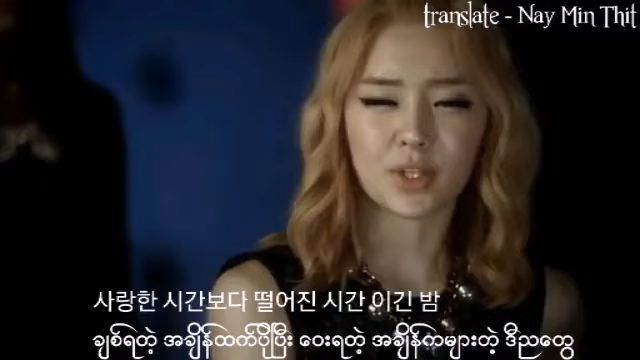 translate - Nay Min Thit
사랑한 시간보다 떨어진 시간 이긴 밤
ချစ်ရတဲ့ အချိန်ထက်ပိုပြီး ဝေးရတဲ့ အချိန်ကများတဲ့ ဒီညတွေ